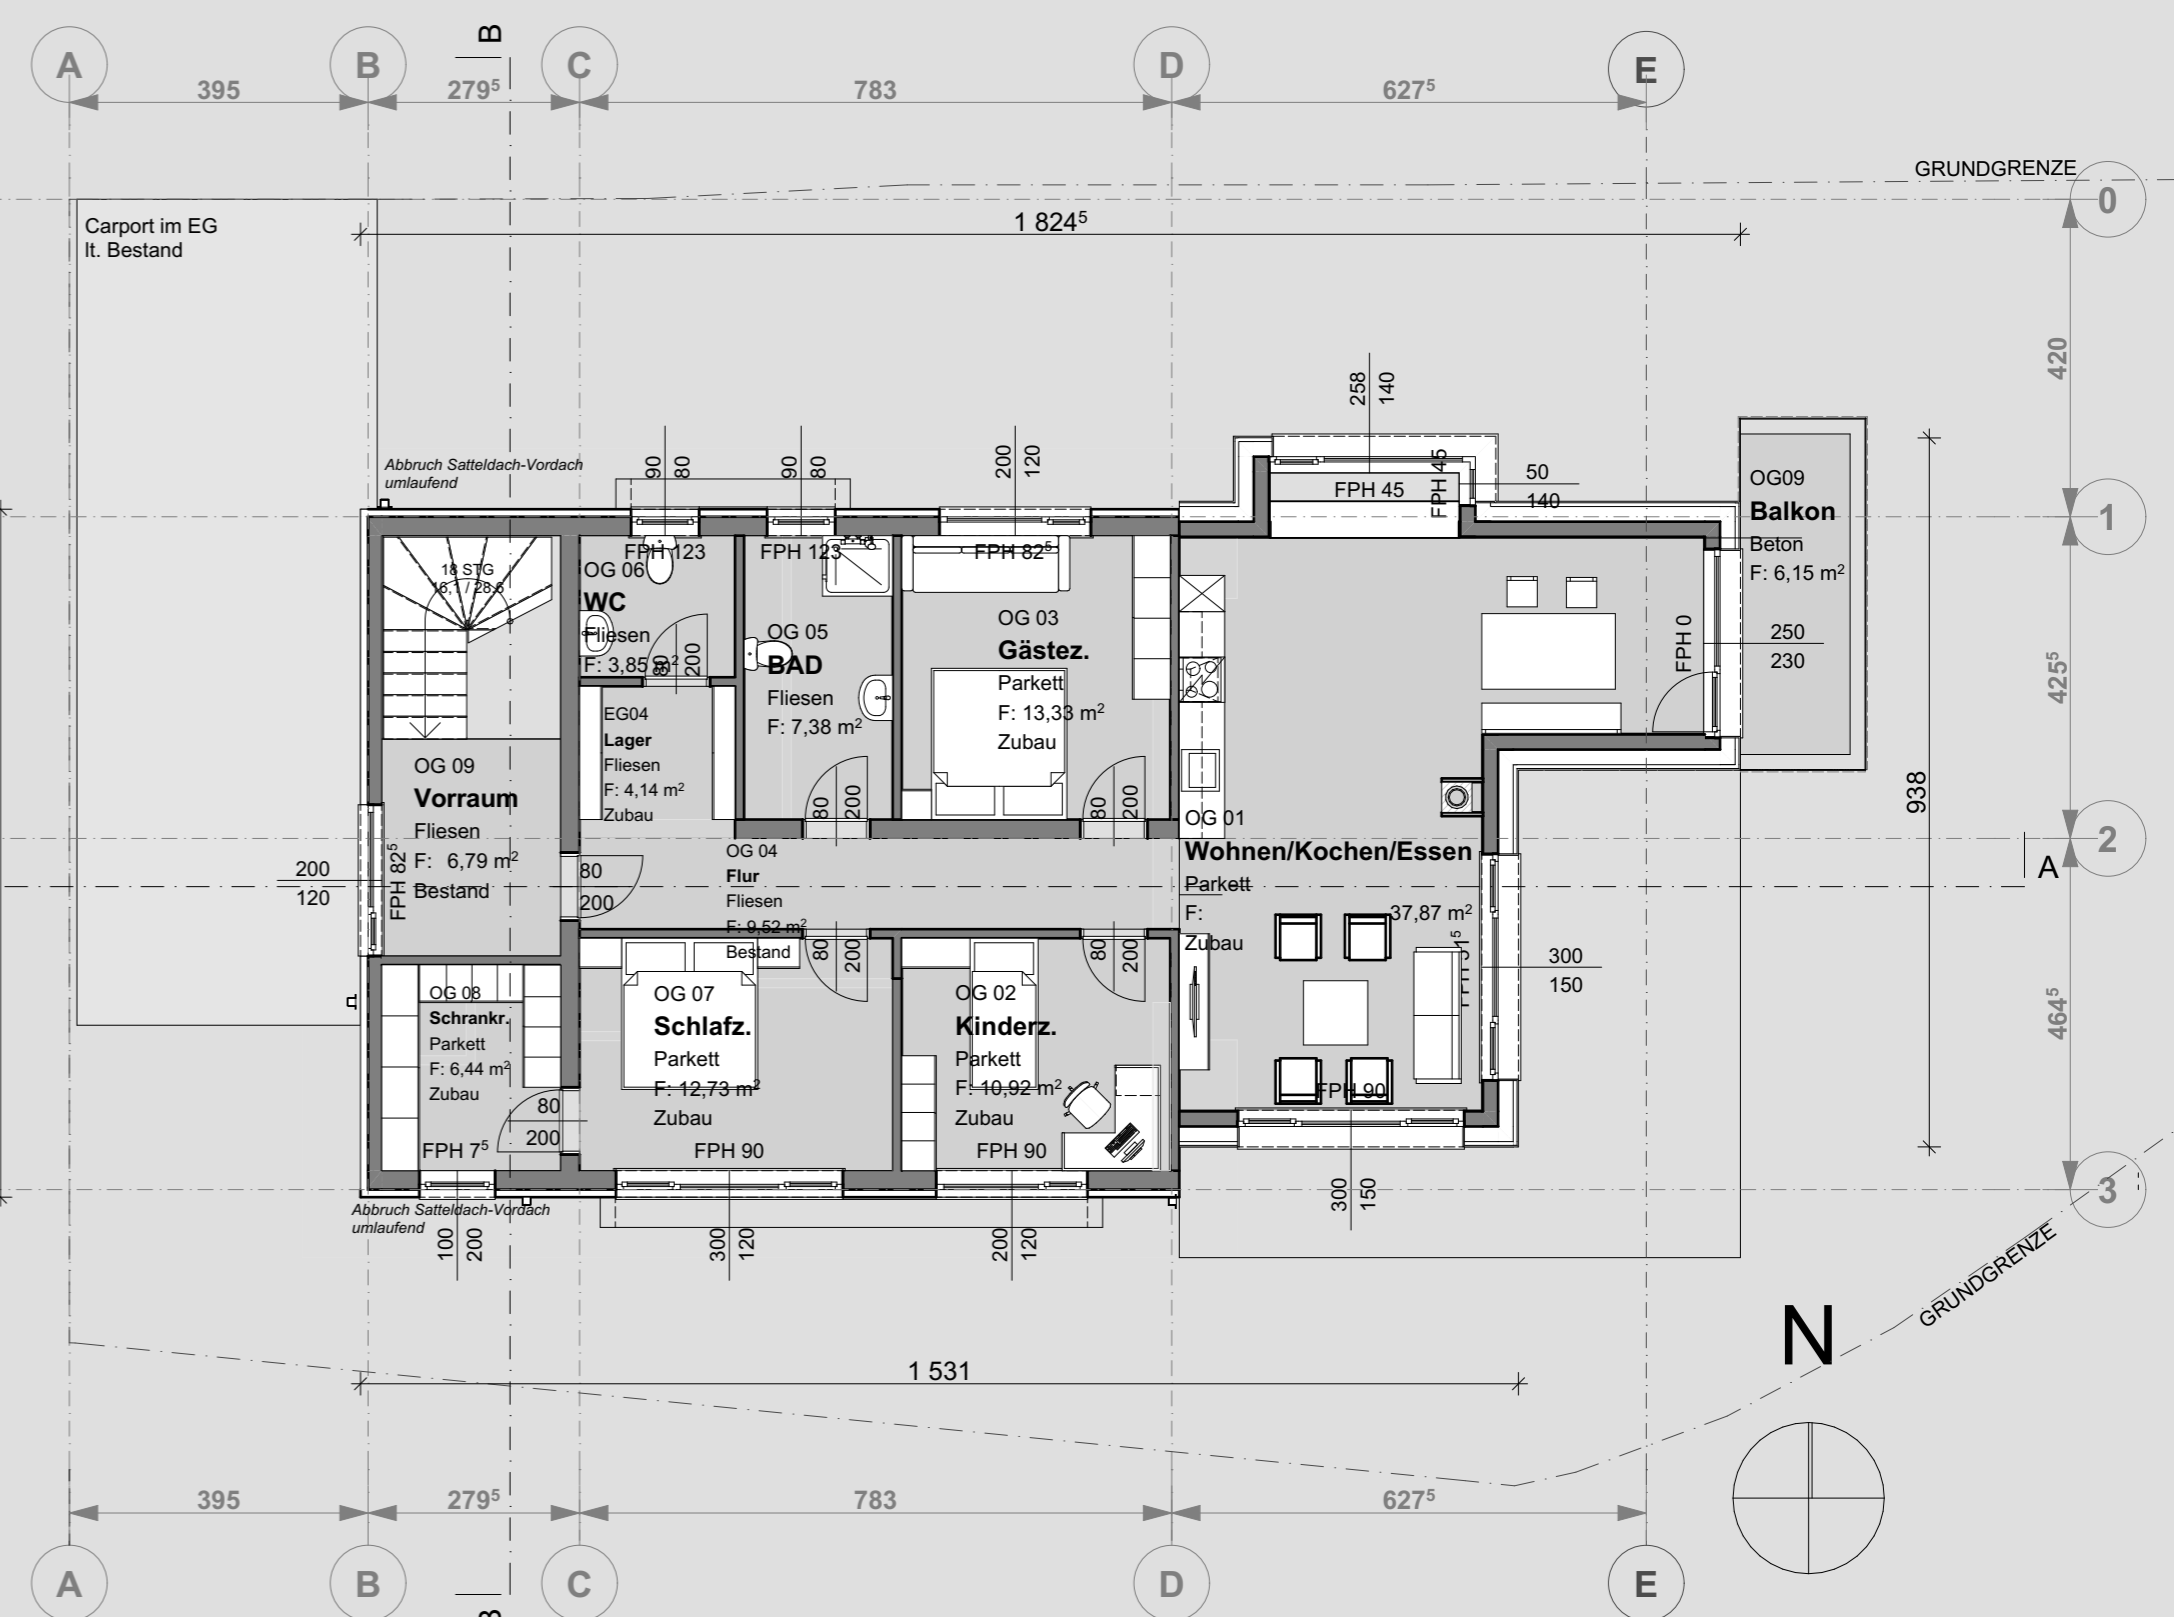 B
A B C D E
395 279⁵ 783 627⁵
GRUNDGRENZE
0
Carport im EG
lt. Bestand
1 824⁵
420
258
140
Abbruch Satteldach-Vordach
umlaufend
90
80
90
80
200
120
FPH 45
FPH 45
50
140
OG09
Balkon
Beton
F: 6,15 m²
1
18 STG
16,1 / 28,6
FPH 123
OG 06
WC
Fliesen
F: 3,85 m²
80
200
FPH 123
OG 05
BAD
Fliesen
F: 7,38 m²
80
200
FPH 82⁵
OG 03
Gästez.
Parkett
F: 13,33 m²
Zubau
80
200
FPH 0
250
230
425⁵
EG04
Lager
Fliesen
F: 4,14 m²
Zubau
938
OG 09
Vorraum
Fliesen
F: 6,79 m²
Bestand
FPH 82⁵
200
120
80
200
OG 04
Flur
Fliesen
F: 9,52 m²
Bestand
OG 01
Wohnen/Kochen/Essen
Parkett
F: 37,87 m²
Zubau
2
A
80
200
80
200
300
150
464⁵
OG 08
Schrankr.
Parkett
F: 6,44 m²
Zubau
80
200
FPH 7⁵
OG 07
Schlafz.
Parkett
F: 12,73 m²
Zubau
FPH 90
OG 02
Kinderz.
Parkett
F: 10,92 m²
Zubau
FPH 90
FPH 90
3
Abbruch Satteldach-Vordach
umlaufend
100
200
300
120
200
120
300
150
GRUNDGRENZE
N
1 531
395 279⁵ 783 627⁵
A B C D E
B